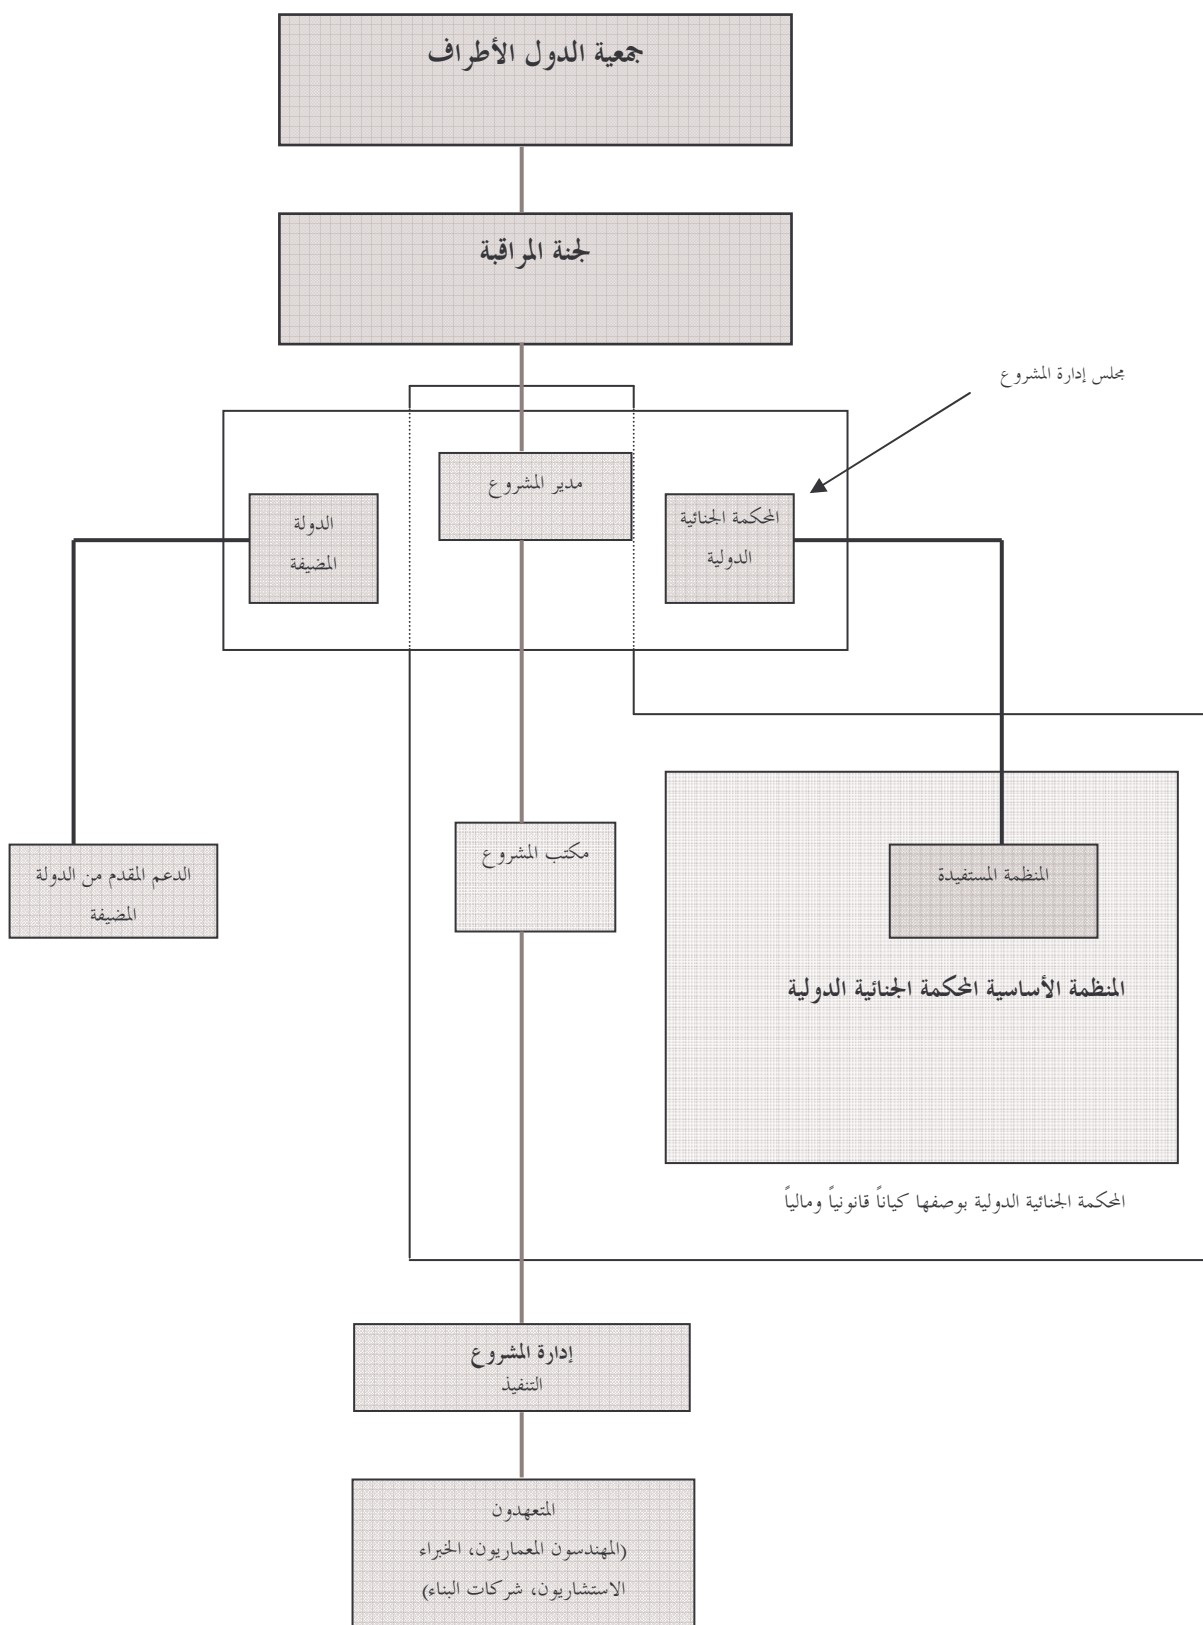 جمعية الدول الأطراف
لجنة المراقبة
مجلس إدارة المشروع
مدير المشروع
المحكمة الجنائية
الدولية
الدولة
المضيفة
مكتب المشروع
المنظمة المستفيدة
الدعم المقدم من الدولة
المضيفة
المنظمة الأساسية المحكمة الجنائية الدولية
المحكمة الجنائية الدولية بوصفها كياناً قانونياً ومالياً
إدارة المشروع
التنفيذ
المتعهدون
(المهندسون المعماريون، الخبراء
الاستشاريون، شركات البناء)